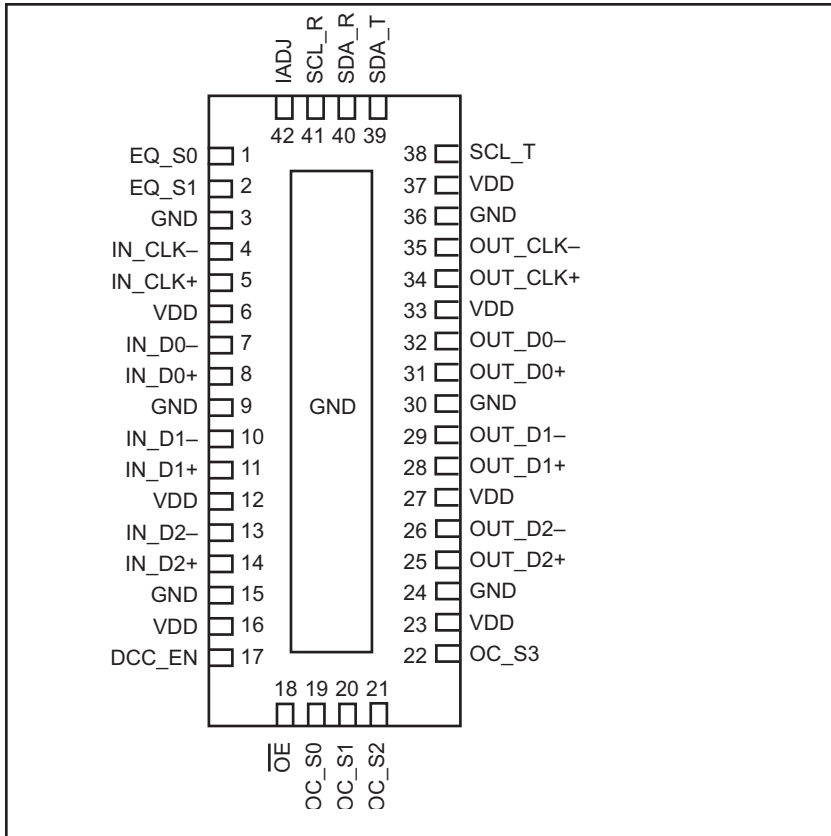 IADJ SCL_R SDA_R SDA_T
42 41 40 39
EQ_S0 1 38 SCL_T
EQ_S1 2 37 VDD
GND 3 36 GND
IN_CLK– 4 35 OUT_CLK–
IN_CLK+ 5 34 OUT_CLK+
VDD 6 33 VDD
IN_D0– 7 32 OUT_D0–
IN_D0+ 8 31 OUT_D0+
GND 9 GND 30 GND
IN_D1– 10 29 OUT_D1–
IN_D1+ 11 28 OUT_D1+
VDD 12 27 VDD
IN_D2– 13 26 OUT_D2–
IN_D2+ 14 25 OUT_D2+
GND 15 24 GND
VDD 16 23 VDD
DCC_EN 17 22 OC_S3
18 19 20 21
OE OC_S0 OC_S1 OC_S2